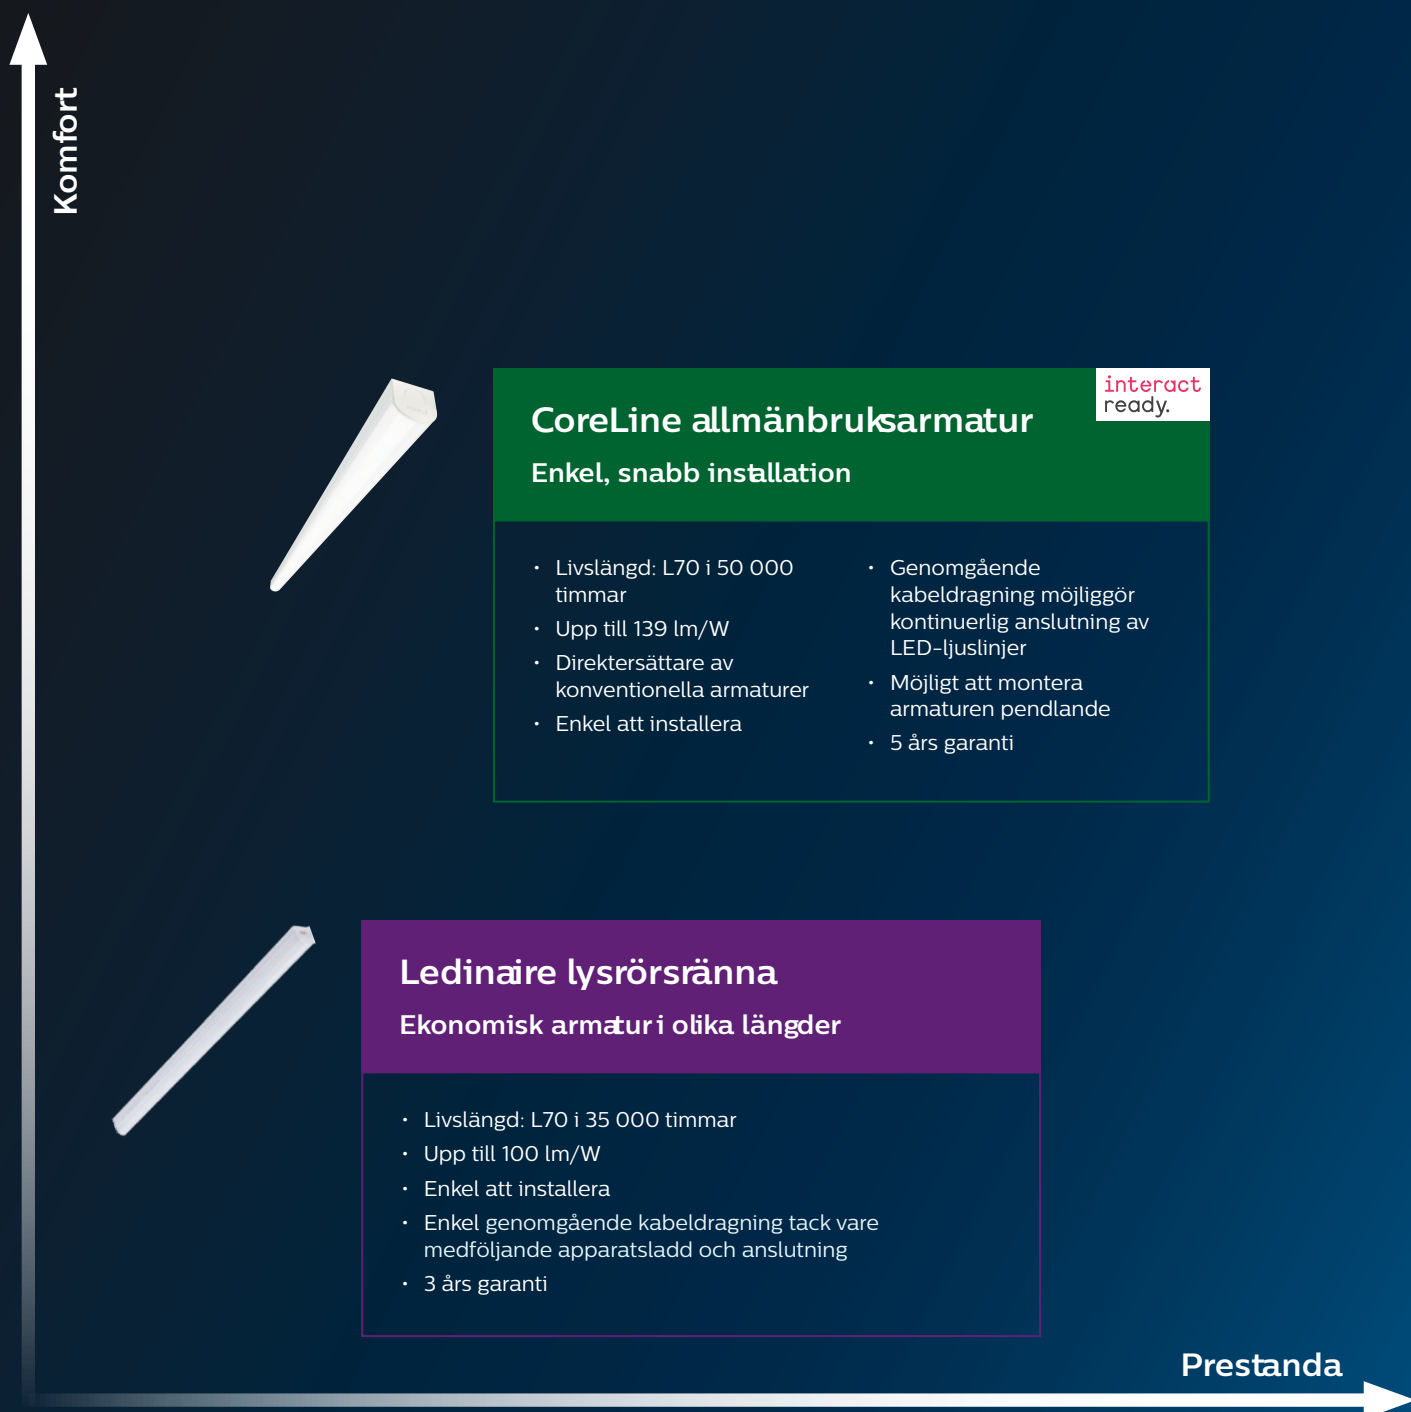 Komfort
interact
ready.
CoreLine allmänbruksarmatur
Enkel, snabb installation
• Livslängd: L70 i 50 000
timmar
• Upp till 139 lm/W
• Direktersättare av
konventionella armaturer
• Enkel att installera
• Genomgående
kabeldragning möjliggör
kontinuerlig anslutning av
LED-ljuslinjer
• Möjligt att montera
armaturen pendlande
• 5 års garanti
Ledinaire lysrörsränna
Ekonomisk armatur i olika längder
• Livslängd: L70 i 35 000 timmar
• Upp till 100 lm/W
• Enkel att installera
• Enkel genomgående kabeldragning tack vare
medföljande apparatsladd och anslutning
• 3 års garanti
Prestanda